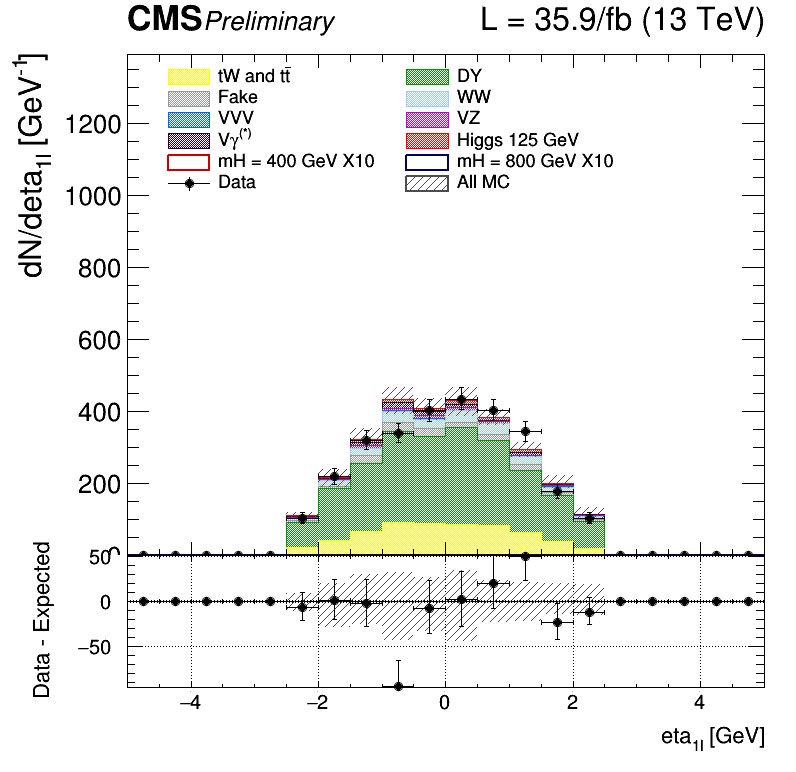 CMS Preliminary L = 35.9/fb (13 TeV)
dN/deta1l [GeV-1]
tW and tt̄ DY
Fake WW
VVV VZ
Vγ(*) Higgs 125 GeV
mH = 400 GeV X10 mH = 800 GeV X10
Data All MC
1200
1000
800
600
400
200
0
Data - Expected
50
0
−50
−4 −2 0 2 4
eta1l [GeV]